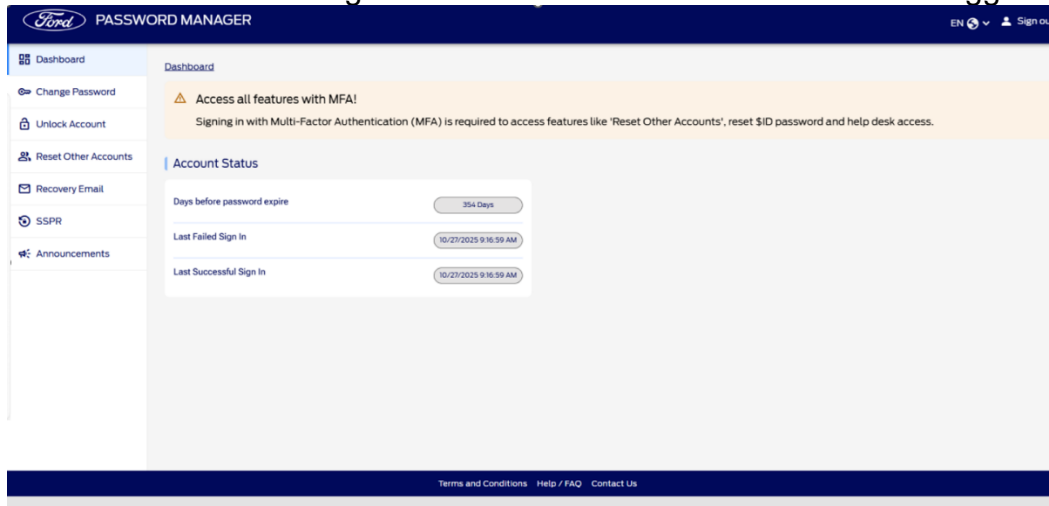 Ford PASSWORD MANAGER
EN
Sign ou
Dashboard
Change Password
Unlock Account
Reset Other Accounts
Recovery Email
SSPR
Announcements
Dashboard
Access all features with MFA!
Signing in with Multi-Factor Authentication (MFA) is required to access features like 'Reset Other Accounts', reset $ID password and help desk access.
Account Status
Days before password expire 354 Days
Last Failed Sign In 10/27/2025 9:16:59 AM
Last Successful Sign In 10/27/2025 9:16:59 AM
Terms and Conditions Help / FAQ Contact Us